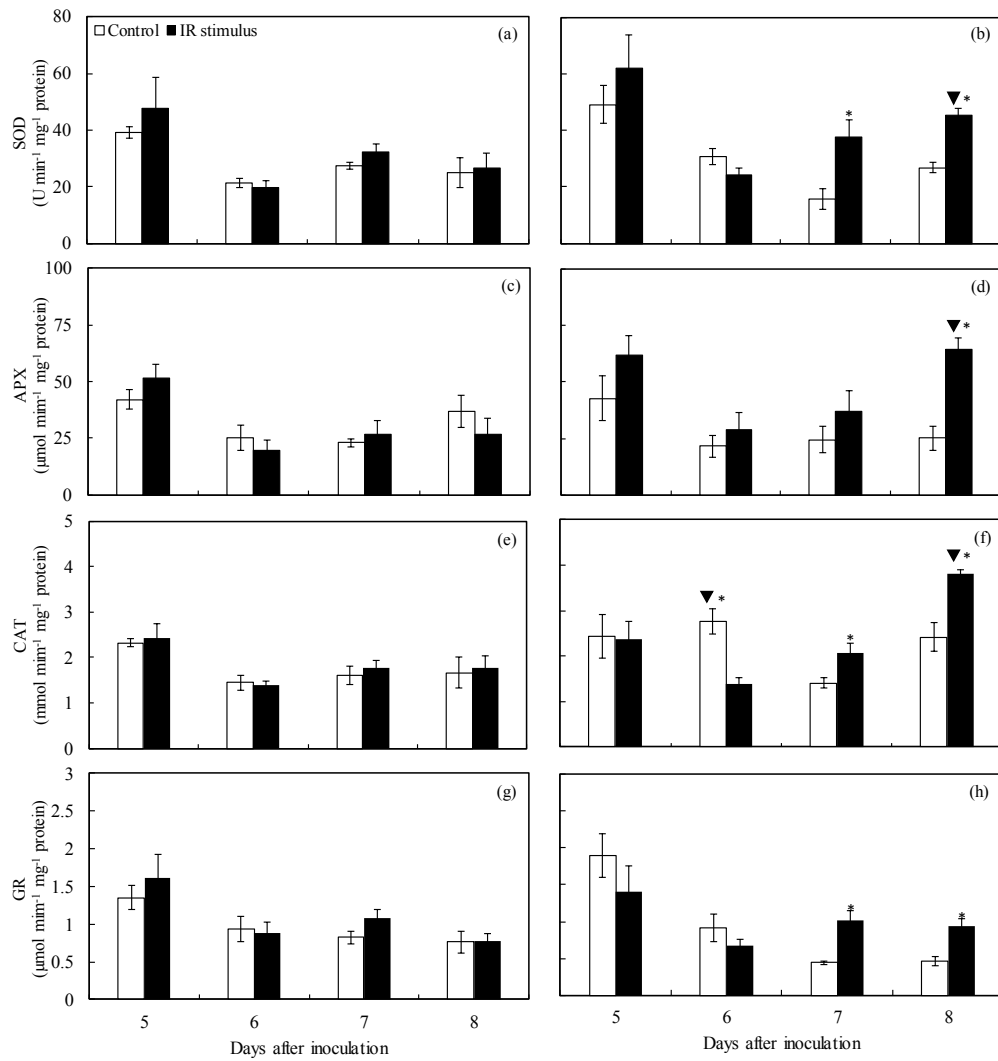 Control IR stimulus
(a)
(b)
80
60
40
20
0
SOD
(U min-1 mg-1 protein)
*
▼ *
(c)
(d)
100
75
50
25
0
APX
(μmol mim-1 mg-1 protein)
▼ *
(e)
(f)
5
4
3
2
1
0
CAT
(mmol mim-1 mg-1 protein)
▼ *
*
▼ *
(g)
(h)
3
2.5
2
1.5
1
0.5
0
GR
(μmol mim-1 mg-1 protein)
*
*
5 6 7 8
5 6 7 8
Days after inoculation
Days after inoculation